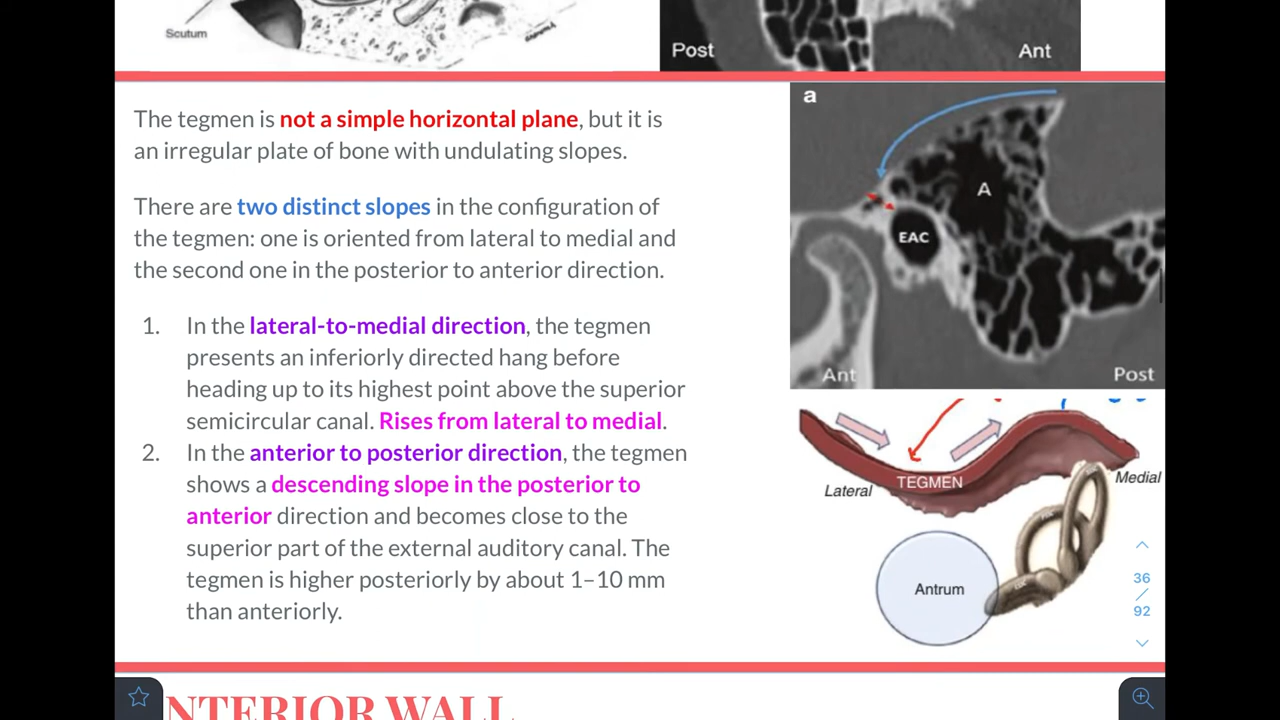 Scutum
Post
Ant
The tegmen is not a simple horizontal plane, but it is
an irregular plate of bone with undulating slopes.
There are two distinct slopes in the configuration of
the tegmen: one is oriented from lateral to medial and
the second one in the posterior to anterior direction.
1. In the lateral-to-medial direction, the tegmen
presents an inferiorly directed hang before
heading up to its highest point above the superior
semicircular canal. Rises from lateral to medial.
2. In the anterior to posterior direction, the tegmen
shows a descending slope in the posterior to
anterior direction and becomes close to the
superior part of the external auditory canal. The
tegmen is higher posteriorly by about 1–10 mm
than anteriorly.
a
A
EAC
Ant
Post
TEGMEN
Lateral
Medial
Antrum
36
/
92
NTERIOR WALL